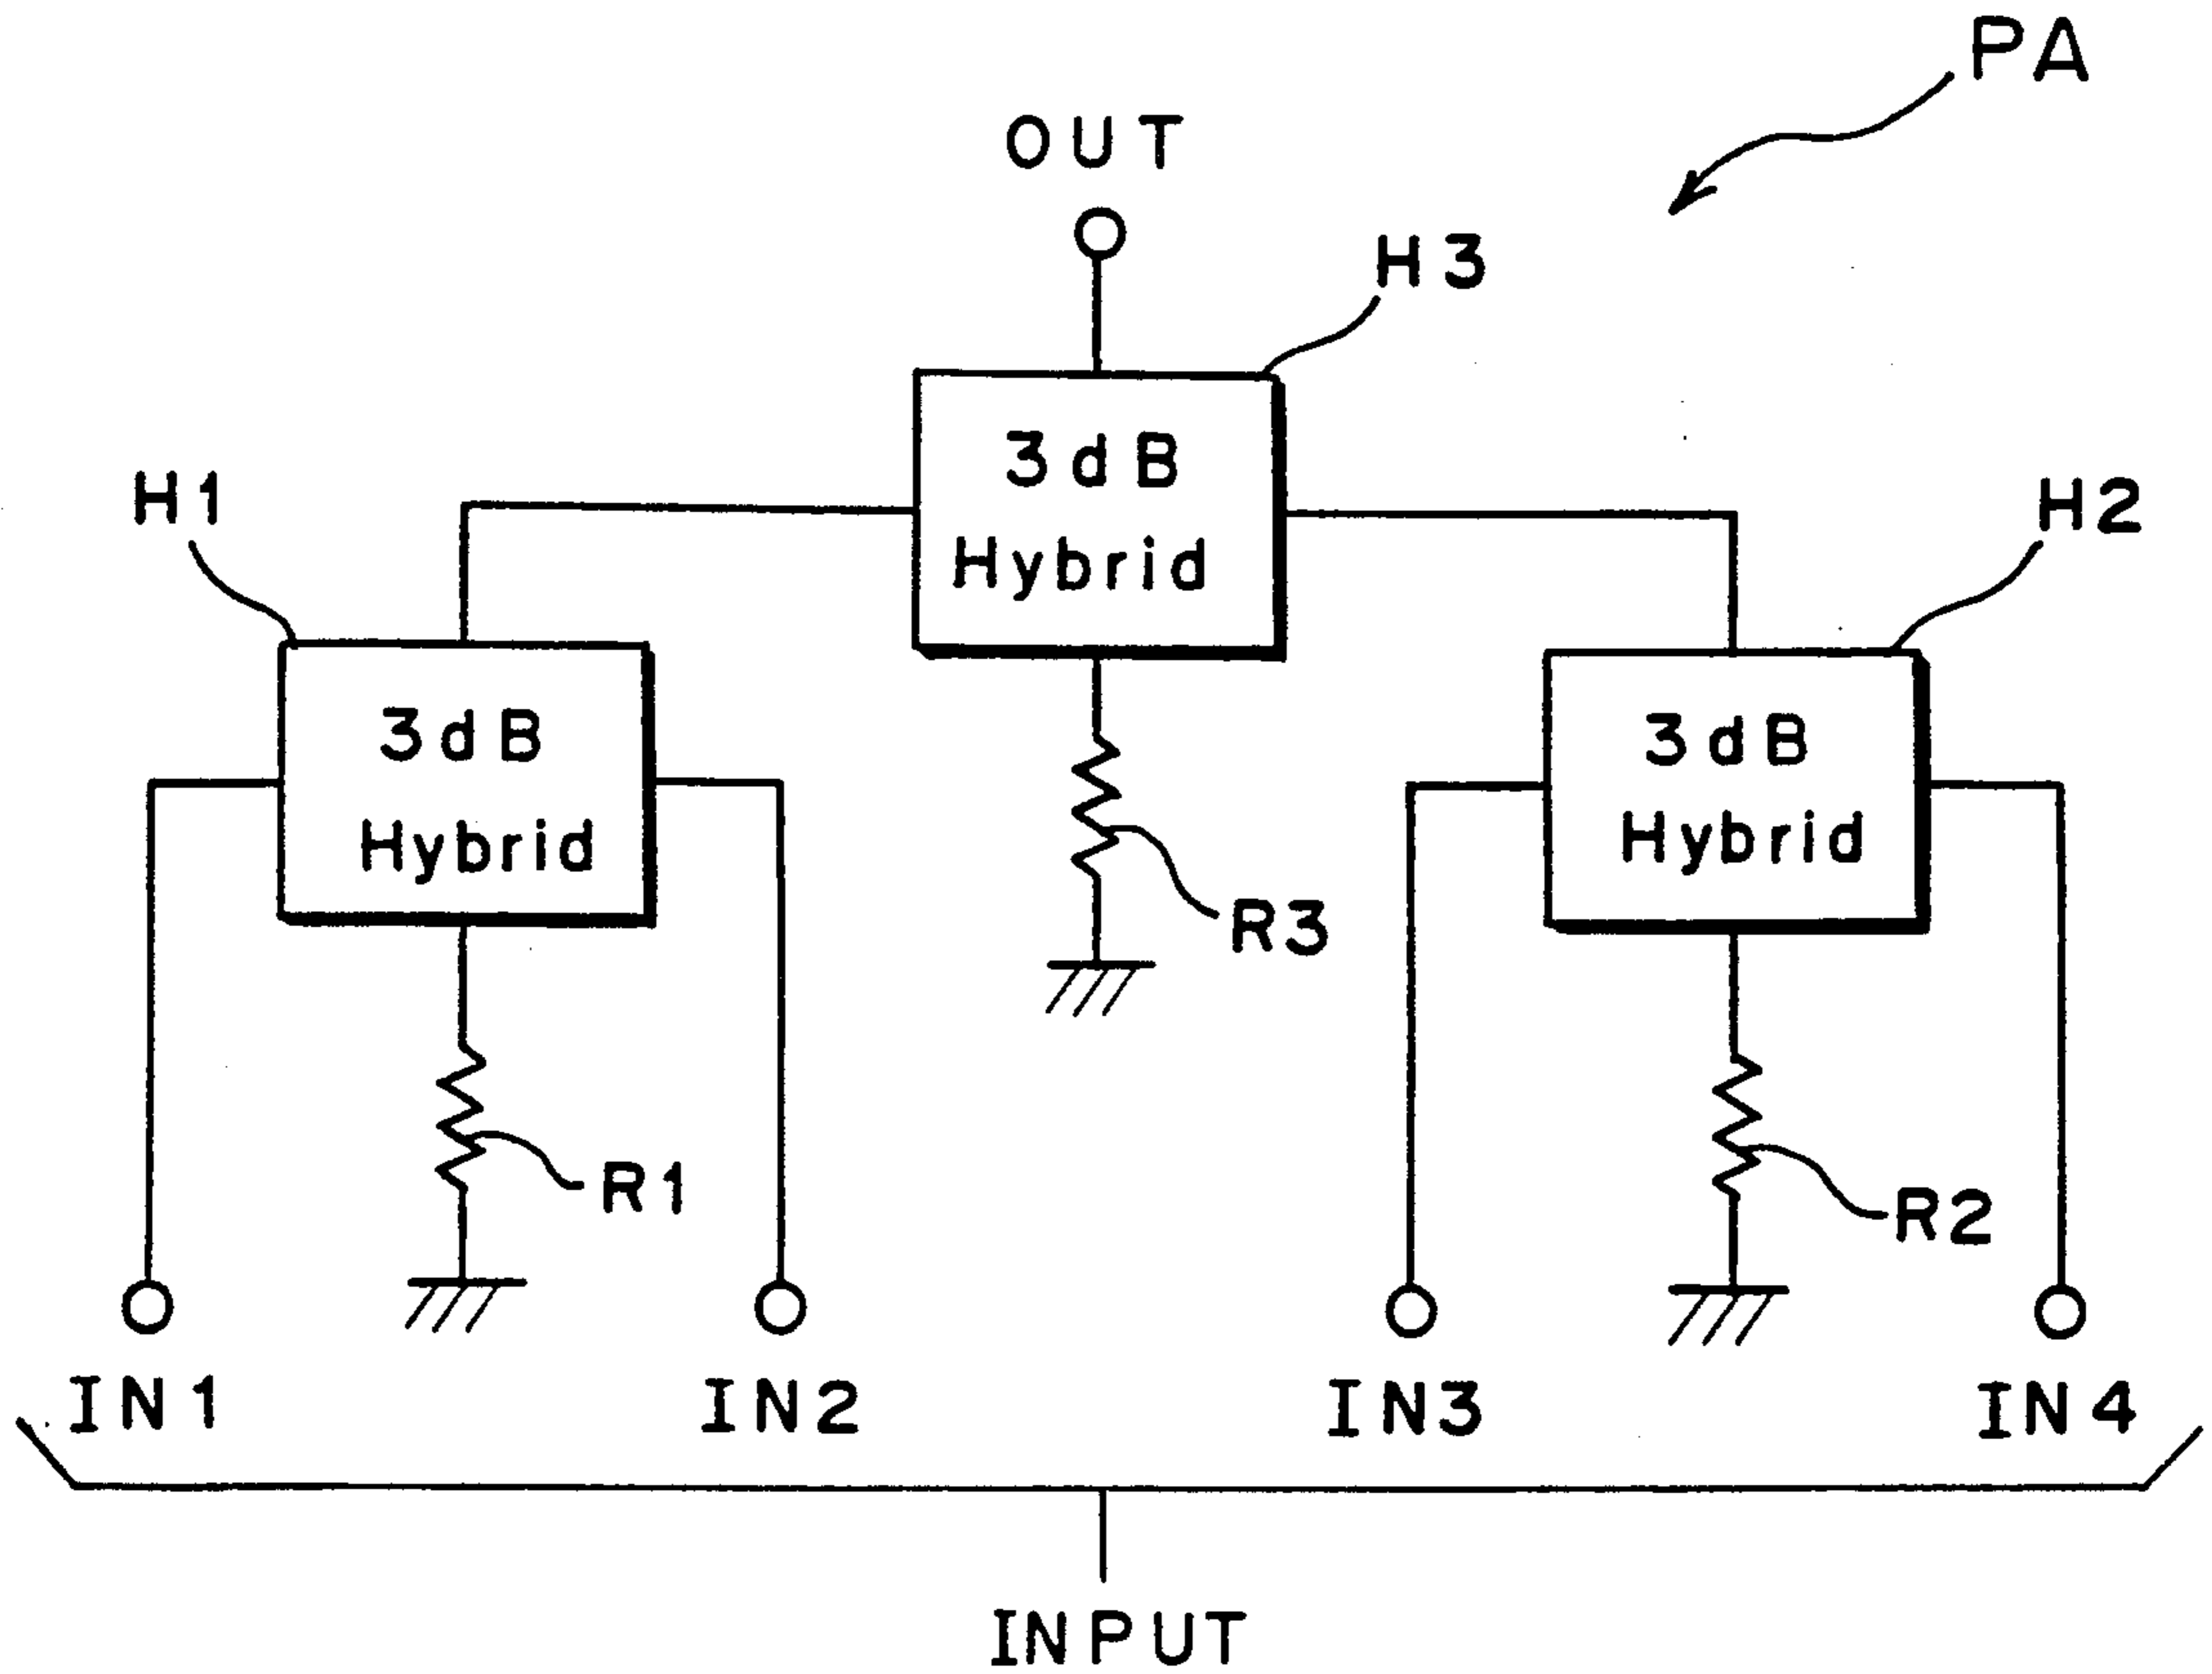 PA
OUT
H3
3dB
Hybrid
H1
H2
3dB
Hybrid
3dB
Hybrid
R3
R1
R2
IN1
IN2
IN3
IN4
INPUT